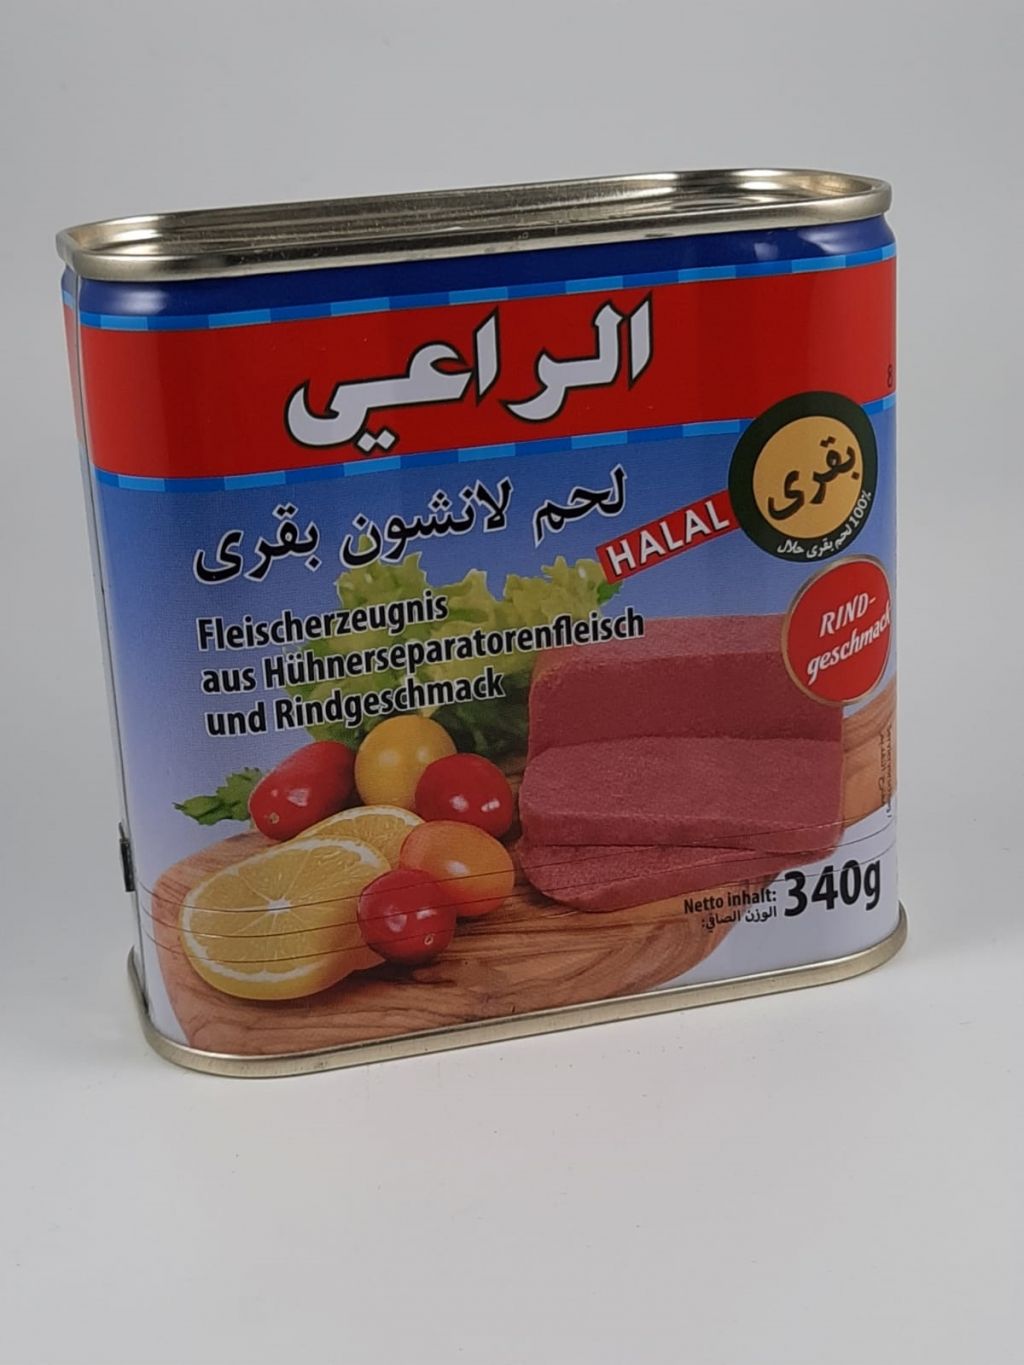 الراعي
بقرى
100% لحم بقرى حلال
لحم لانشون بقرى
HALAL
Fleischerzeugnis
aus Hühnerseparatorenfleisch
und Rindgeschmack
RIND-
geschmack
Netto inhalt: 340g
الوزن الصافي: